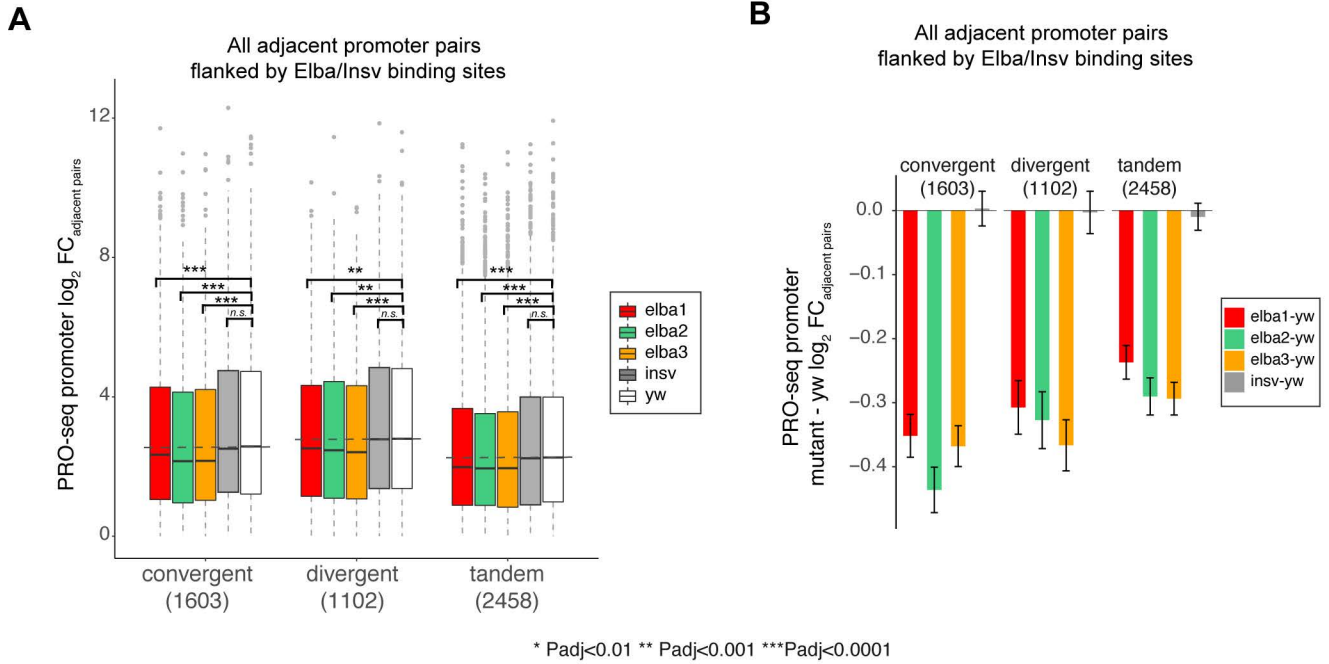 A
All adjacent promoter pairs
flanked by Elba/Insv binding sites
PRO-seq promoter log2 FCadjacent pairs
12
8
4
0
***
***
***
n.s.
**
**
***
n.s.
***
***
***
n.s.
convergent
(1603)
divergent
(1102)
tandem
(2458)
elba1
elba2
elba3
insv
yw
B
All adjacent promoter pairs
flanked by Elba/Insv binding sites
PRO-seq promoter
mutant - yw log2 FCadjacent pairs
convergent
(1603)
divergent
(1102)
tandem
(2458)
0.0
−0.1
−0.2
−0.3
−0.4
elba1-yw
elba2-yw
elba3-yw
insv-yw
* Padj<0.01 ** Padj<0.001 ***Padj<0.0001